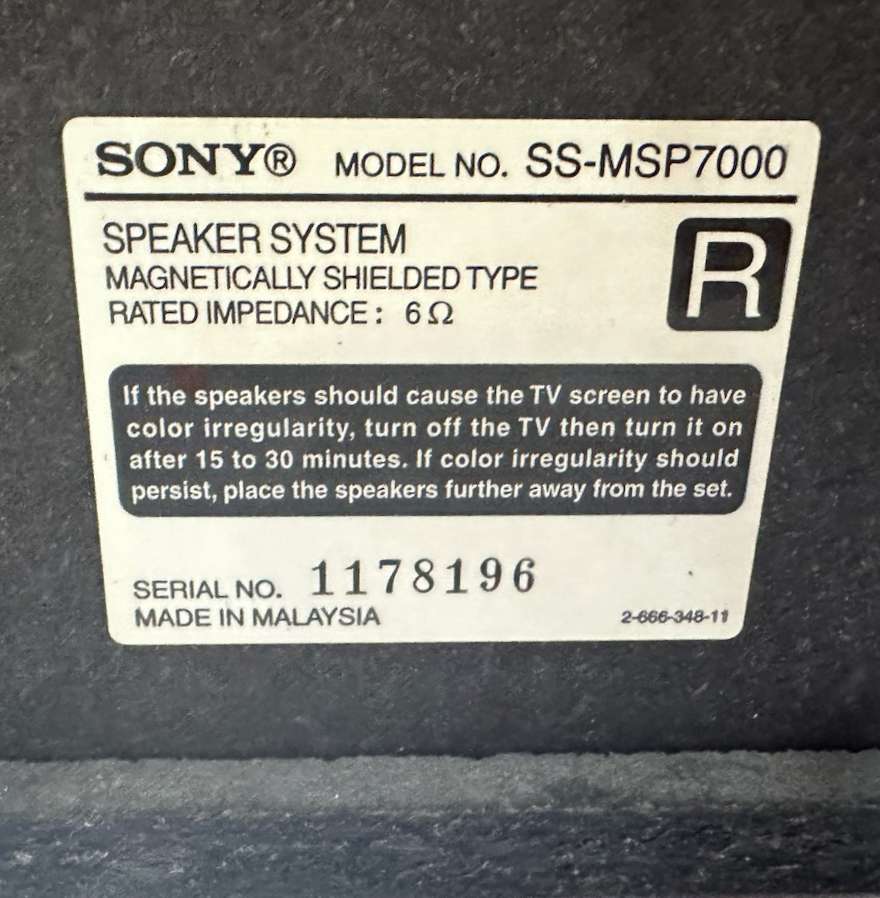 SONY® MODEL NO. SS-MSP7000
SPEAKER SYSTEM
MAGNETICALLY SHIELDED TYPE
RATED IMPEDANCE: 6Ω
R
If the speakers should cause the TV screen to have
color irregularity, turn off the TV then turn it on
after 15 to 30 minutes. If color irregularity should
persist, place the speakers further away from the set.
SERIAL NO. 1178196
MADE IN MALAYSIA 2-666-348-11